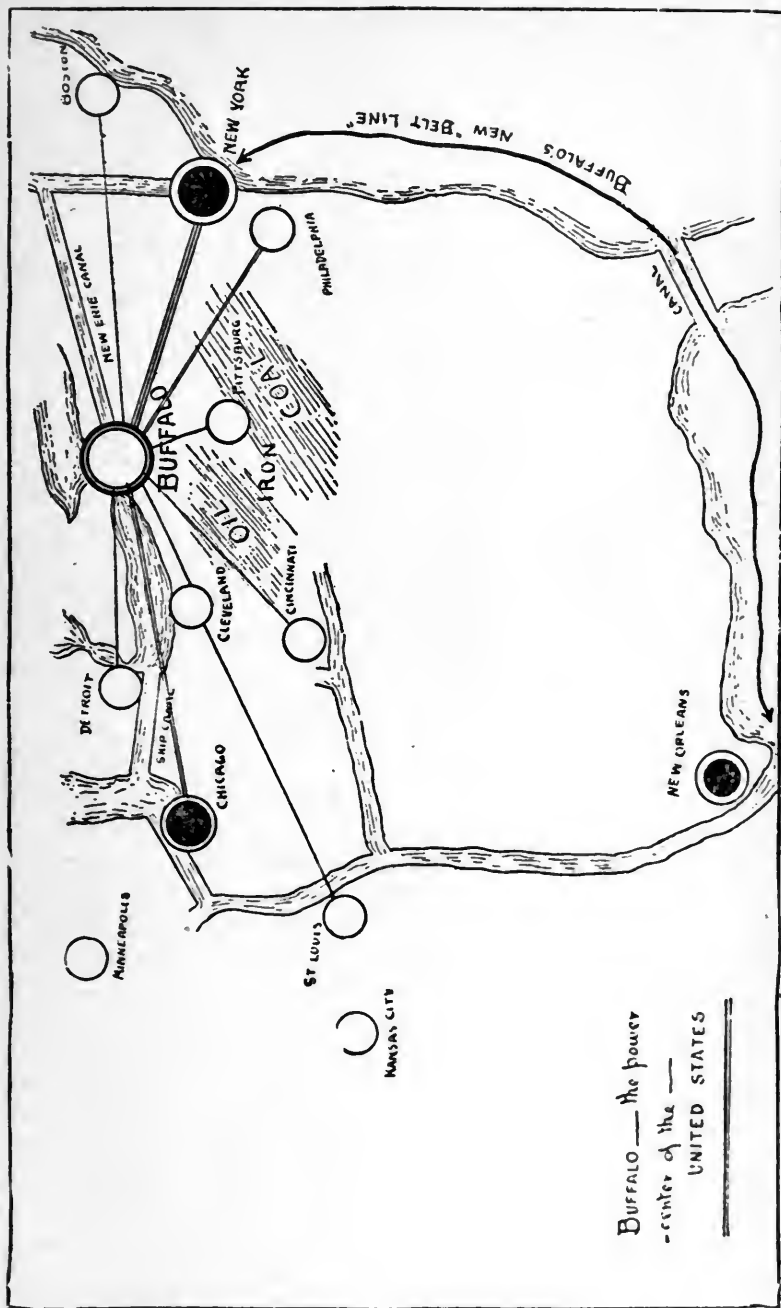 BOSTON
NEW YORK
BUFFALO'S NEW "BELT LINE"
NEW ERIE CANAL
PHILADELPHIA
BUFFALO
PITTSBURG
COAL
IRON
OIL
CANAL
CLEVELAND
CINCINNATI
DETROIT
SHIP CANAL
CHICAGO
NEW ORLEANS
MINNEAPOLIS
ST LOUIS
KANSAS CITY
BUFFALO the power
center of the
UNITED STATES